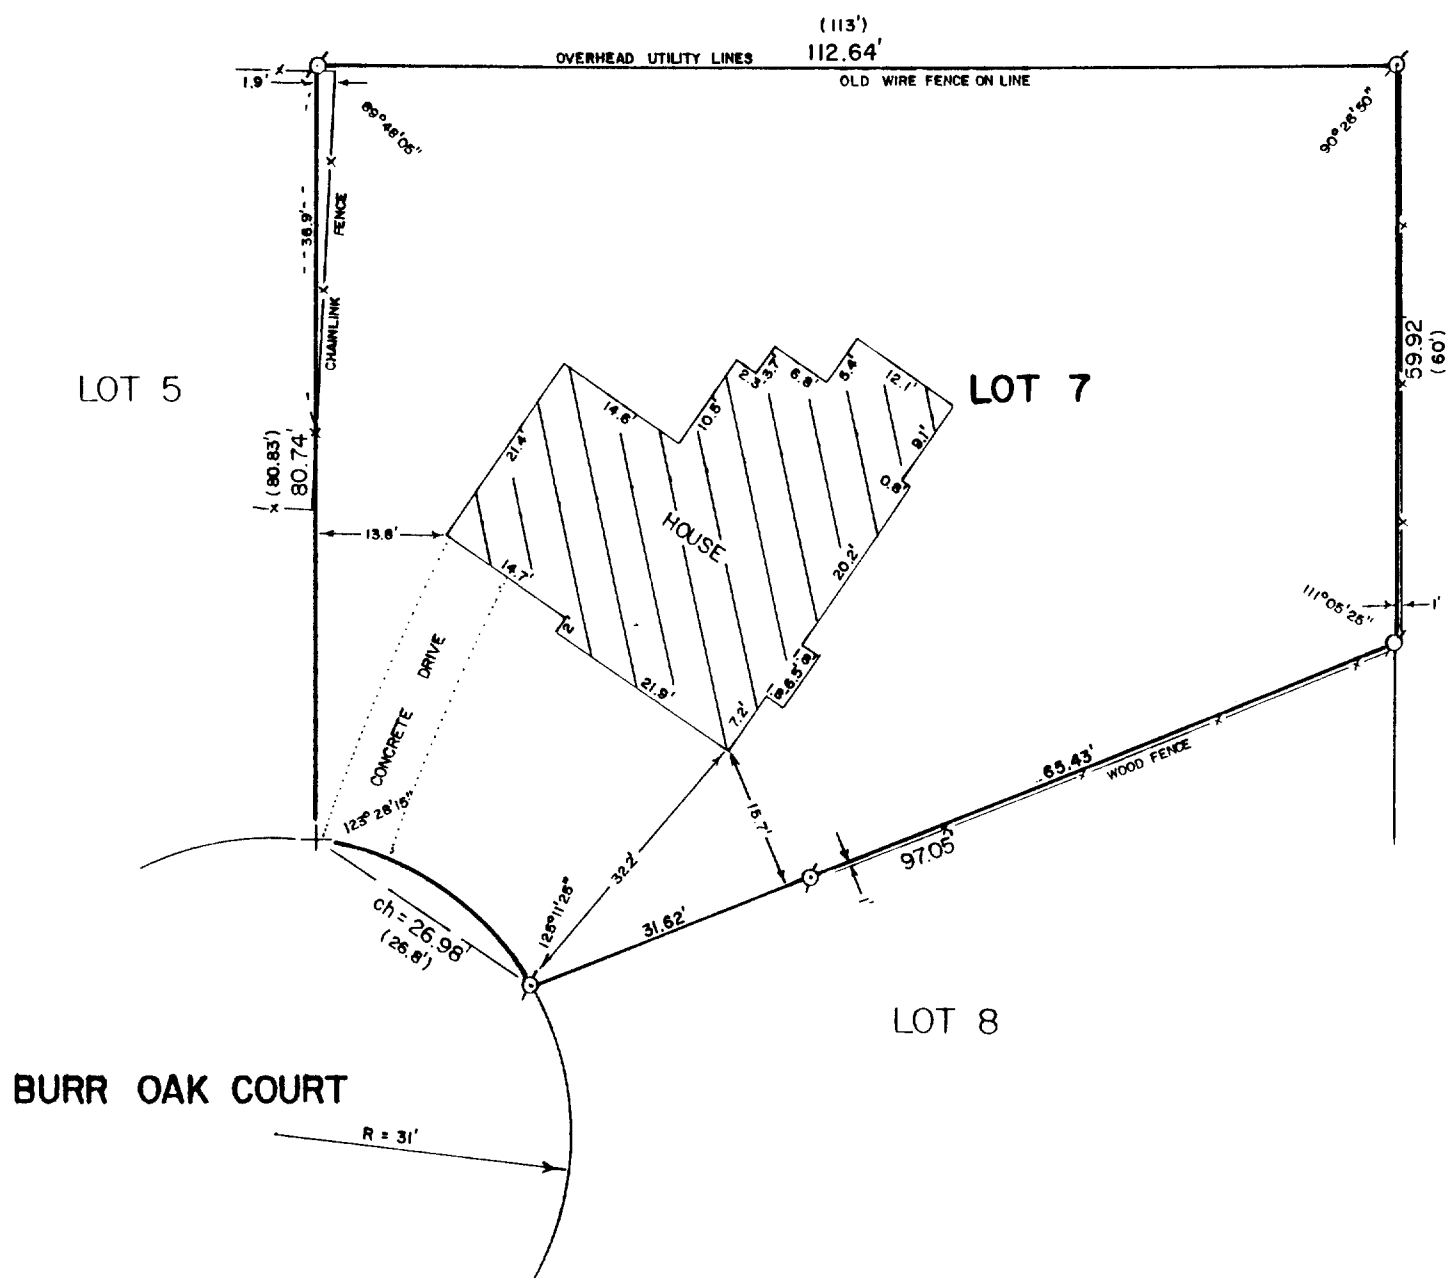 (113')
OVERHEAD UTILITY LINES 112.64'
OLD WIRE FENCE ON LINE
1.9'
89°48'05"
90°28'50"
38.9'
FENCE
CHAINLINK
LOT 5
LOT 7
59.92'
(60')
(80.83')
80.74'
13.8'
21.4'
14.6'
10.5'
3.7'
6.8'
5.4'
12.1'
9.1'
0.8'
20.2'
HOUSE
14.7'
2'
21.9'
7.2'
6.5'
111°05'25"
1'
CONCRETE DRIVE
123°28'15"
ch = 26.98'
(26.8')
125°11'25"
32.2'
15.7'
65.43'
WOOD FENCE
97.05'
1'
31.62'
LOT 8
BURR OAK COURT
R = 31'